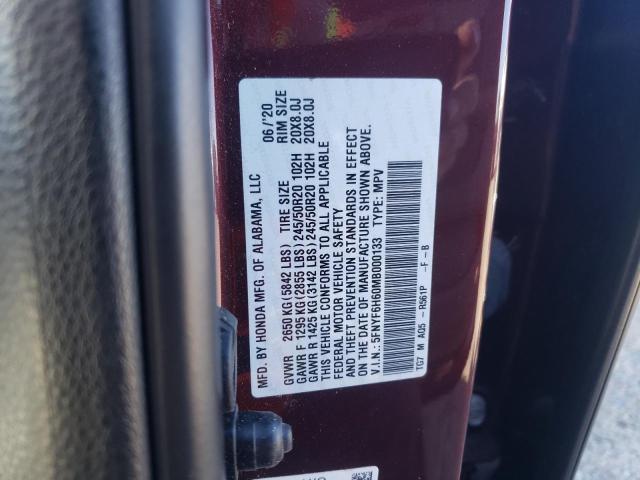 MFD. BY HONDA MFG. OF ALABAMA, LLC 06/'20
GVWR 2650 KG (5842 LBS) TIRE SIZE RIM SIZE
GAWR F 1295 KG (2855 LBS) 245/50R20 102H 20X8.0J
GAWR R 1425 KG (3142 LBS) 245/50R20 102H 20X8.0J
THIS VEHICLE CONFORMS TO ALL APPLICABLE
FEDERAL MOTOR VEHICLE SAFETY
AND THEFT PREVENTION STANDARDS IN EFFECT
ON THE DATE OF MANUFACTURE SHOWN ABOVE.
V.I.N.: 5FNYF6H60MB000133 TYPE: MPV
TG7 M AQ5 - R561P -F-B